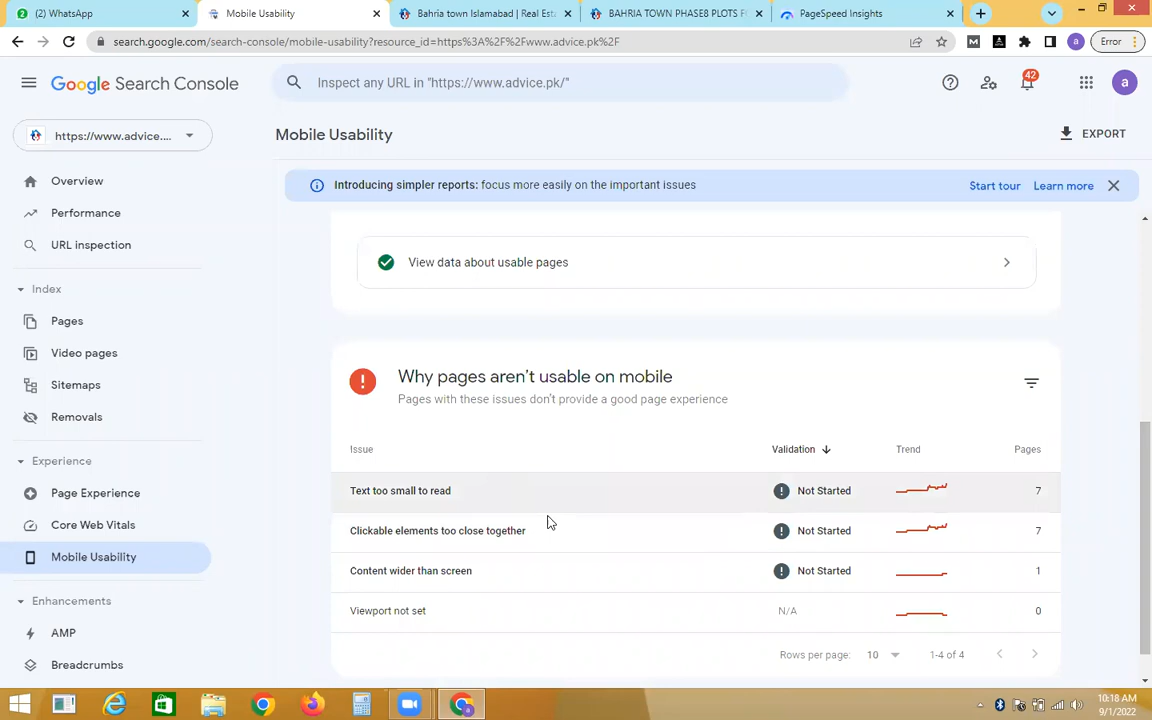 (2) WhatsApp
Mobile Usability
Bahria town Islamabad | Real Est
BAHRIA TOWN PHASE8 PLOTS F
PageSpeed Insights
search.google.com/search-console/mobile-usability?resource_id=https%3A%2F%2Fwww.advice.pk%2F
Error
Google Search Console
Inspect any URL in "https://www.advice.pk/"
42
a
https://www.advice....
Mobile Usability
EXPORT
Introducing simpler reports: focus more easily on the important issues
Start tour
Learn more
Overview
Performance
URL inspection
Index
Pages
Video pages
Sitemaps
Removals
Experience
Page Experience
Core Web Vitals
Mobile Usability
Enhancements
AMP
Breadcrumbs
View data about usable pages
Why pages aren't usable on mobile
Pages with these issues don't provide a good page experience
Issue Validation Trend Pages
Text too small to read Not Started 7
Clickable elements too close together Not Started 7
Content wider than screen Not Started 1
Viewport not set N/A 0
Rows per page: 10 1-4 of 4
10:18 AM
9/1/2022